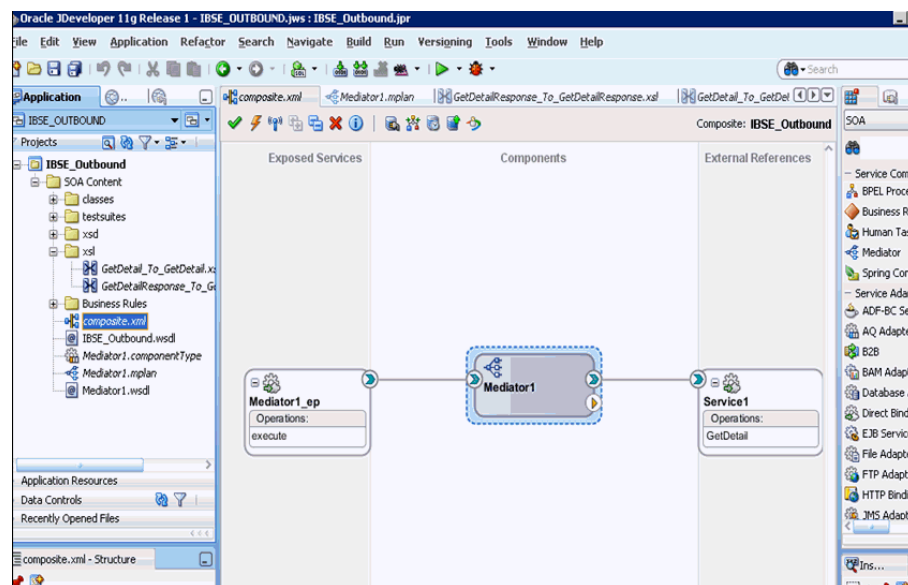 Oracle JDeveloper 11g Release 1 - IBSE_OUTBOUND.jws : IBSE_Outbound.jpr
File Edit View Application Refactor Search Navigate Build Run Versioning Tools Window Help
Search
Application
composite.xml
Mediator1.mplan
GetDetailResponse_To_GetDetailResponse.xsl
GetDetail_To_GetDel
IBSE_OUTBOUND
Composite: IBSE_Outbound
SOA
Projects
IBSE_Outbound
SOA Content
classes
testsuites
xsd
xsl
GetDetail_To_GetDetail.x
GetDetailResponse_To_G
Business Rules
composite.xml
IBSE_Outbound.wsdl
Mediator1.componentType
Mediator1.mplan
Mediator1.wsdl
Application Resources
Data Controls
Recently Opened Files
composite.xml - Structure
Exposed Services
Components
External References
Mediator1_ep
Operations:
execute
Mediator1
Service1
Operations:
GetDetail
Service Com
BPEL Proce
Business R
Human Tas
Mediator
Spring Con
Service Ada
ADF-BC Se
AQ Adapte
B2B
BAM Adapt
Database
Direct Bind
EJB Servic
File Adapte
FTP Adapt
HTTP Bindi
JMS Adapt
Ins...